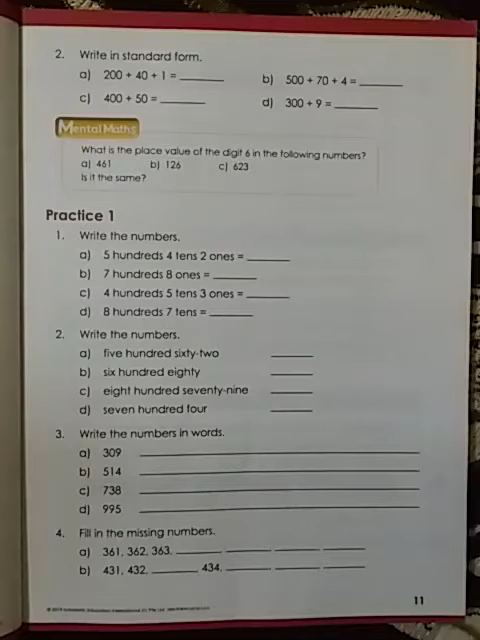 2. Write in standard form.
a) 200 + 40 + 1 = ______
b) 500 + 70 + 4 = ______
c) 400 + 50 = ______
d) 300 + 9 = ______
Mental Maths
What is the place value of the digit 6 in the following numbers?
a) 461 b) 126 c) 623
Is it the same?
Practice 1
1. Write the numbers.
a) 5 hundreds 4 tens 2 ones = ______
b) 7 hundreds 8 ones = ______
c) 4 hundreds 5 tens 3 ones = ______
d) 8 hundreds 7 tens = ______
2. Write the numbers.
a) five hundred sixty-two ______
b) six hundred eighty ______
c) eight hundred seventy-nine ______
d) seven hundred four ______
3. Write the numbers in words.
a) 309 ______
b) 514 ______
c) 738 ______
d) 995 ______
4. Fill in the missing numbers.
a) 361, 362, 363, ______ ______ ______ ______
b) 431, 432, ______ 434, ______ ______ ______
11